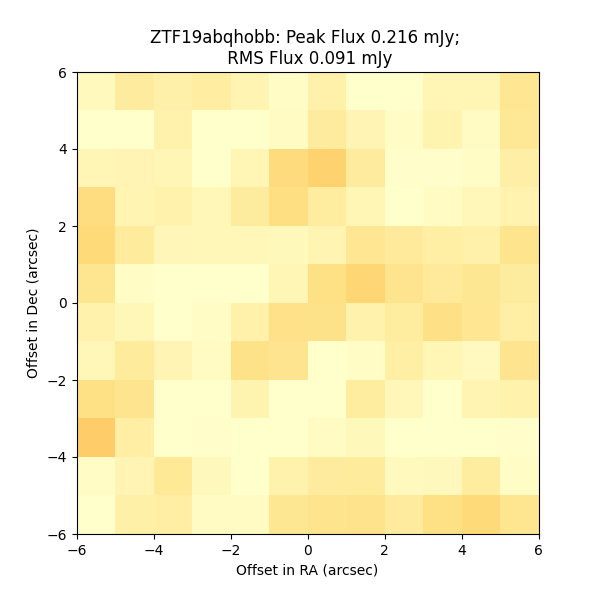 ZTF19abqhobb: Peak Flux 0.216 mJy;
RMS Flux 0.091 mJy
6
4
2
0
−2
−4
−6
Offset in Dec (arcsec)
−6 −4 −2 0 2 4 6
Offset in RA (arcsec)